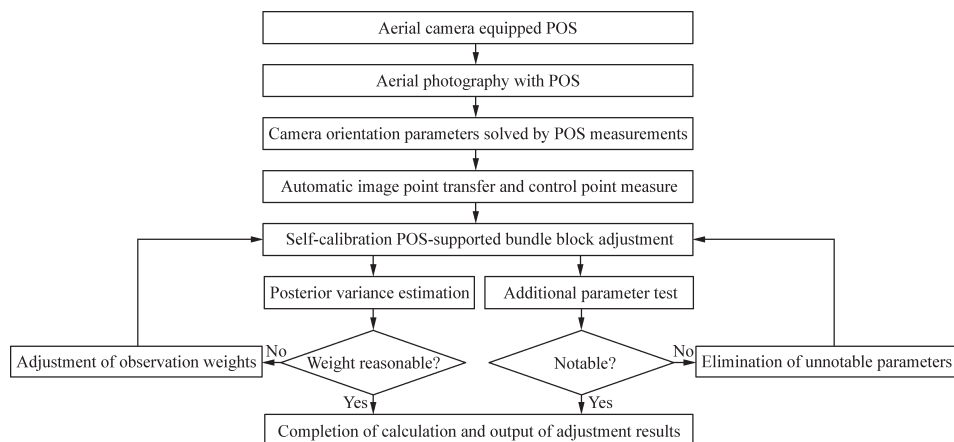 Aerial camera equipped POS
Aerial photography with POS
Camera orientation parameters solved by POS measurements
Automatic image point transfer and control point measure
Self-calibration POS-supported bundle block adjustment
Posterior variance estimation
Additional parameter test
Adjustment of observation weights
No
Weight reasonable?
Notable?
No
Elimination of unnotable parameters
Yes
Yes
Completion of calculation and output of adjustment results